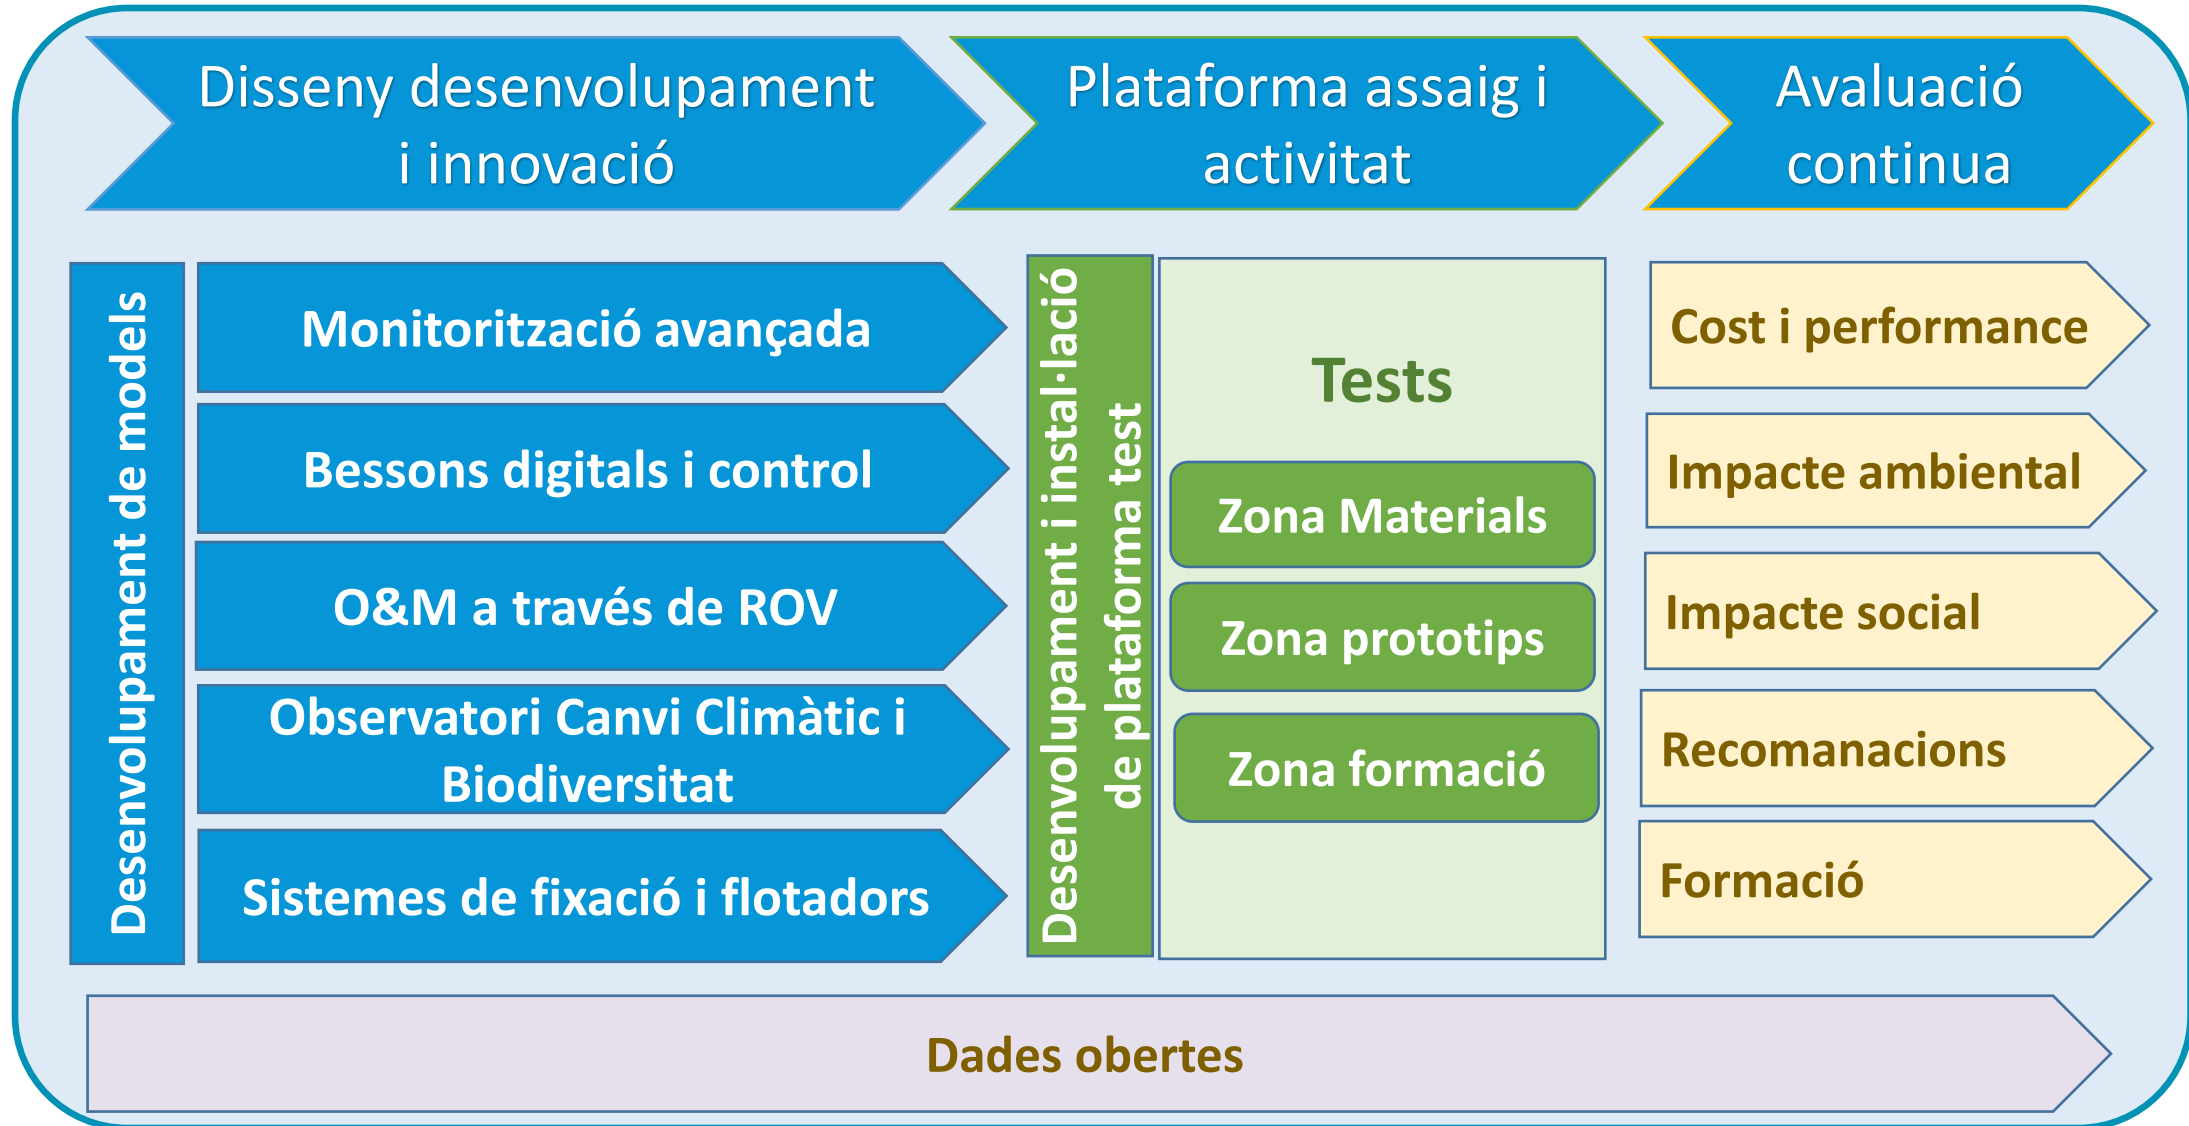 Disseny desenvolupament
i innovació
Plataforma assaig i
activitat
Avaluació
continua
Desenvolupament de models
Monitorització avançada
Bessons digitals i control
O&M a través de ROV
Observatori Canvi Climàtic i
Biodiversitat
Sistemes de fixació i flotadors
Desenvolupament i instal·lació
de plataforma test
Tests
Zona Materials
Zona prototips
Zona formació
Cost i performance
Impacte ambiental
Impacte social
Recomanacions
Formació
Dades obertes